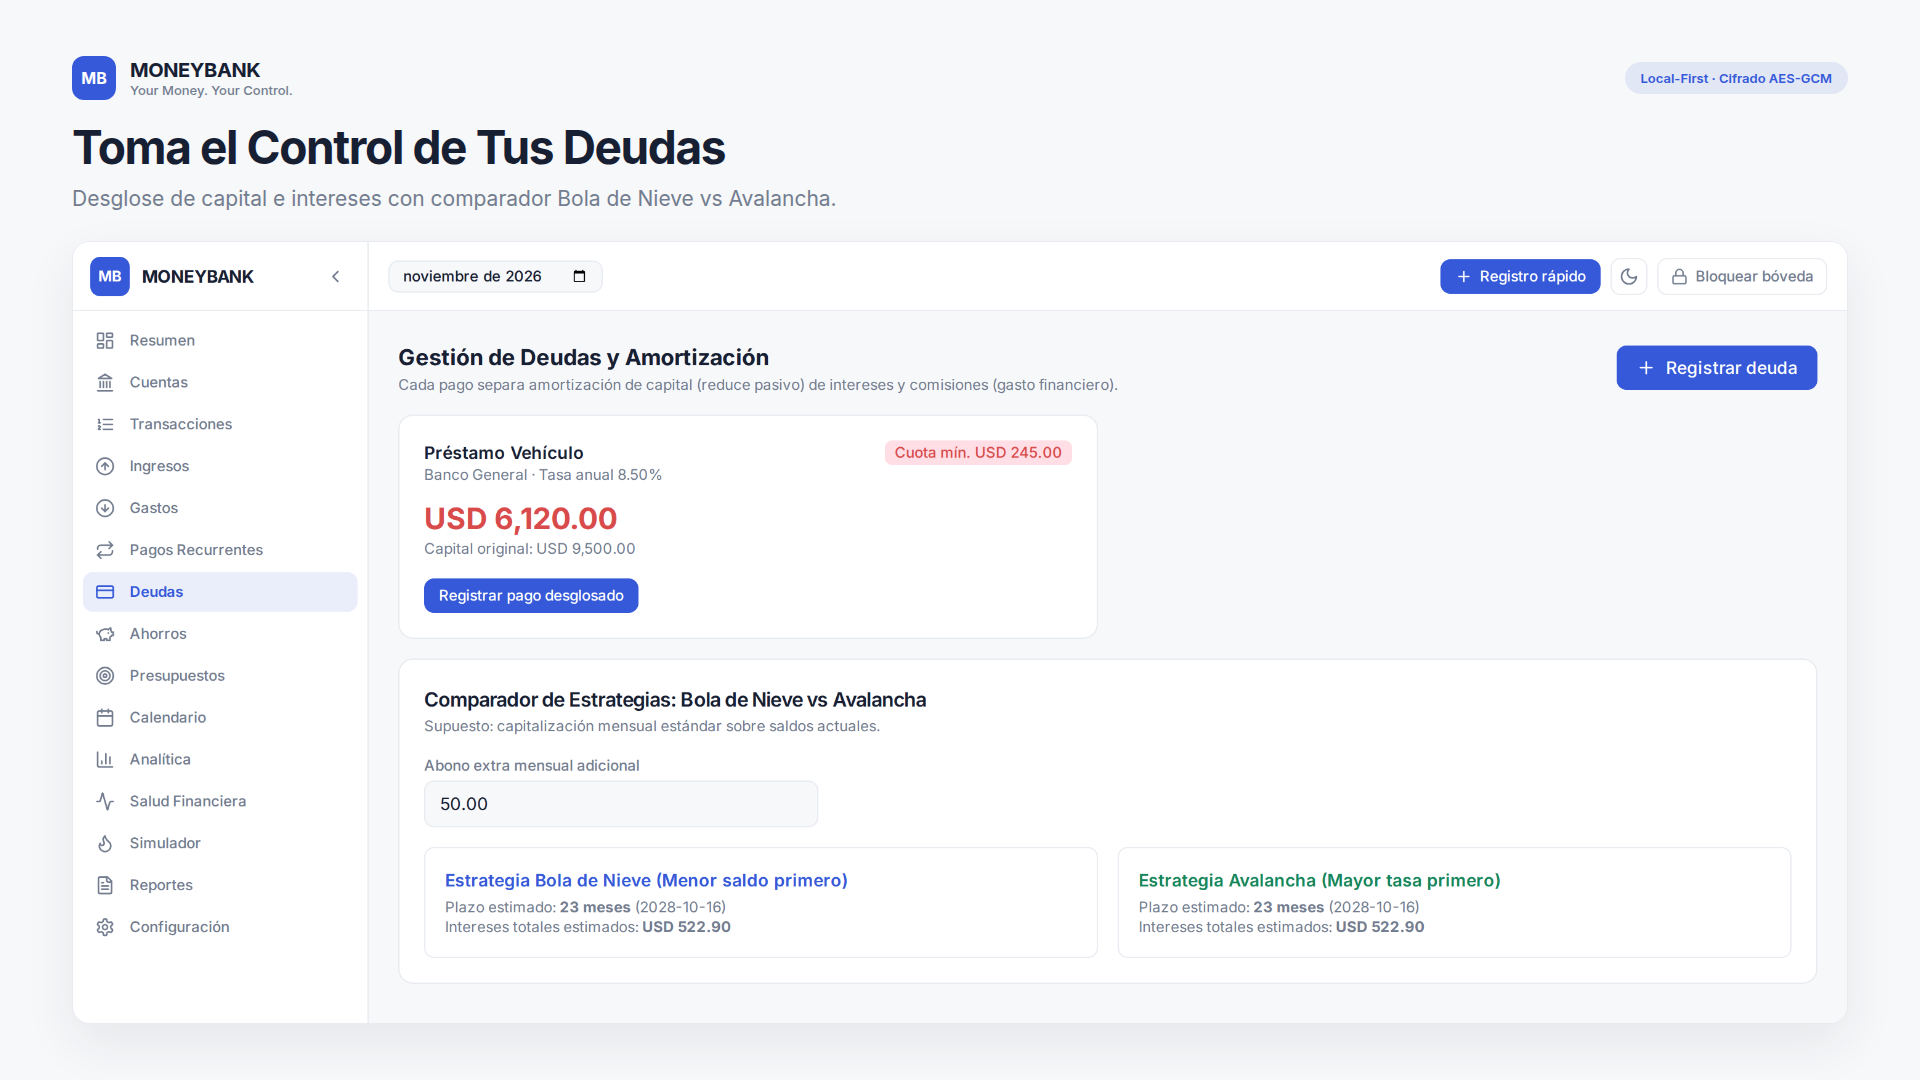 MB
MONEYBANK
Your Money. Your Control.
Local-First · Cifrado AES-GCM
Toma el Control de Tus Deudas
Desglose de capital e intereses con comparador Bola de Nieve vs Avalancha.
MB
MONEYBANK
noviembre de 2026
Registro rápido
Bloquear bóveda
Resumen
Cuentas
Transacciones
Ingresos
Gastos
Pagos Recurrentes
Deudas
Ahorros
Presupuestos
Calendario
Analítica
Salud Financiera
Simulador
Reportes
Configuración
Gestión de Deudas y Amortización
Cada pago separa amortización de capital (reduce pasivo) de intereses y comisiones (gasto financiero).
Registrar deuda
Préstamo Vehículo
Cuota mín. USD 245.00
Banco General · Tasa anual 8.50%
USD 6,120.00
Capital original: USD 9,500.00
Registrar pago desglosado
Comparador de Estrategias: Bola de Nieve vs Avalancha
Supuesto: capitalización mensual estándar sobre saldos actuales.
Abono extra mensual adicional
50.00
Estrategia Bola de Nieve (Menor saldo primero)
Plazo estimado: 23 meses (2028-10-16)
Intereses totales estimados: USD 522.90
Estrategia Avalancha (Mayor tasa primero)
Plazo estimado: 23 meses (2028-10-16)
Intereses totales estimados: USD 522.90